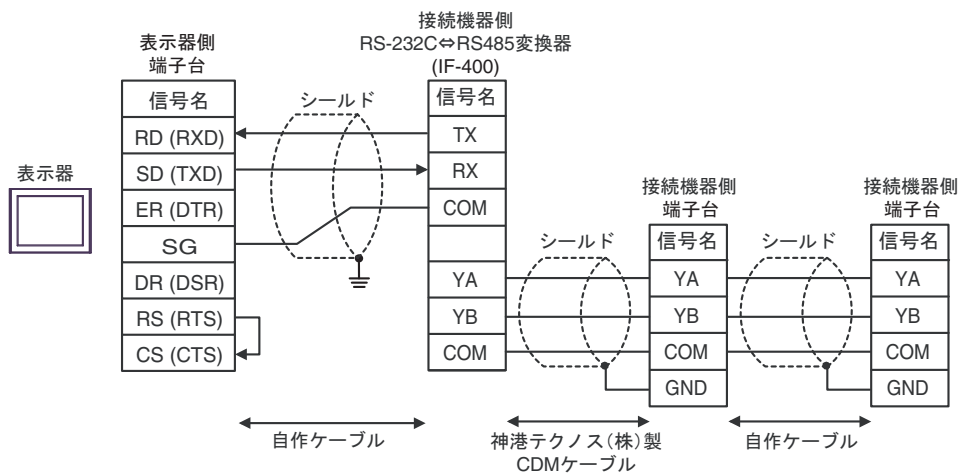 表示器
表示器側
端子台
信号名
RD (RXD)
SD (TXD)
ER (DTR)
SG
DR (DSR)
RS (RTS)
CS (CTS)
シールド
接続機器側
RS-232C⇔RS485変換器
(IF-400)
信号名
TX
RX
COM
YA
YB
COM
シールド
接続機器側
端子台
信号名
YA
YB
COM
GND
シールド
接続機器側
端子台
信号名
YA
YB
COM
GND
自作ケーブル
神港テクノス(株)製
CDMケーブル
自作ケーブル